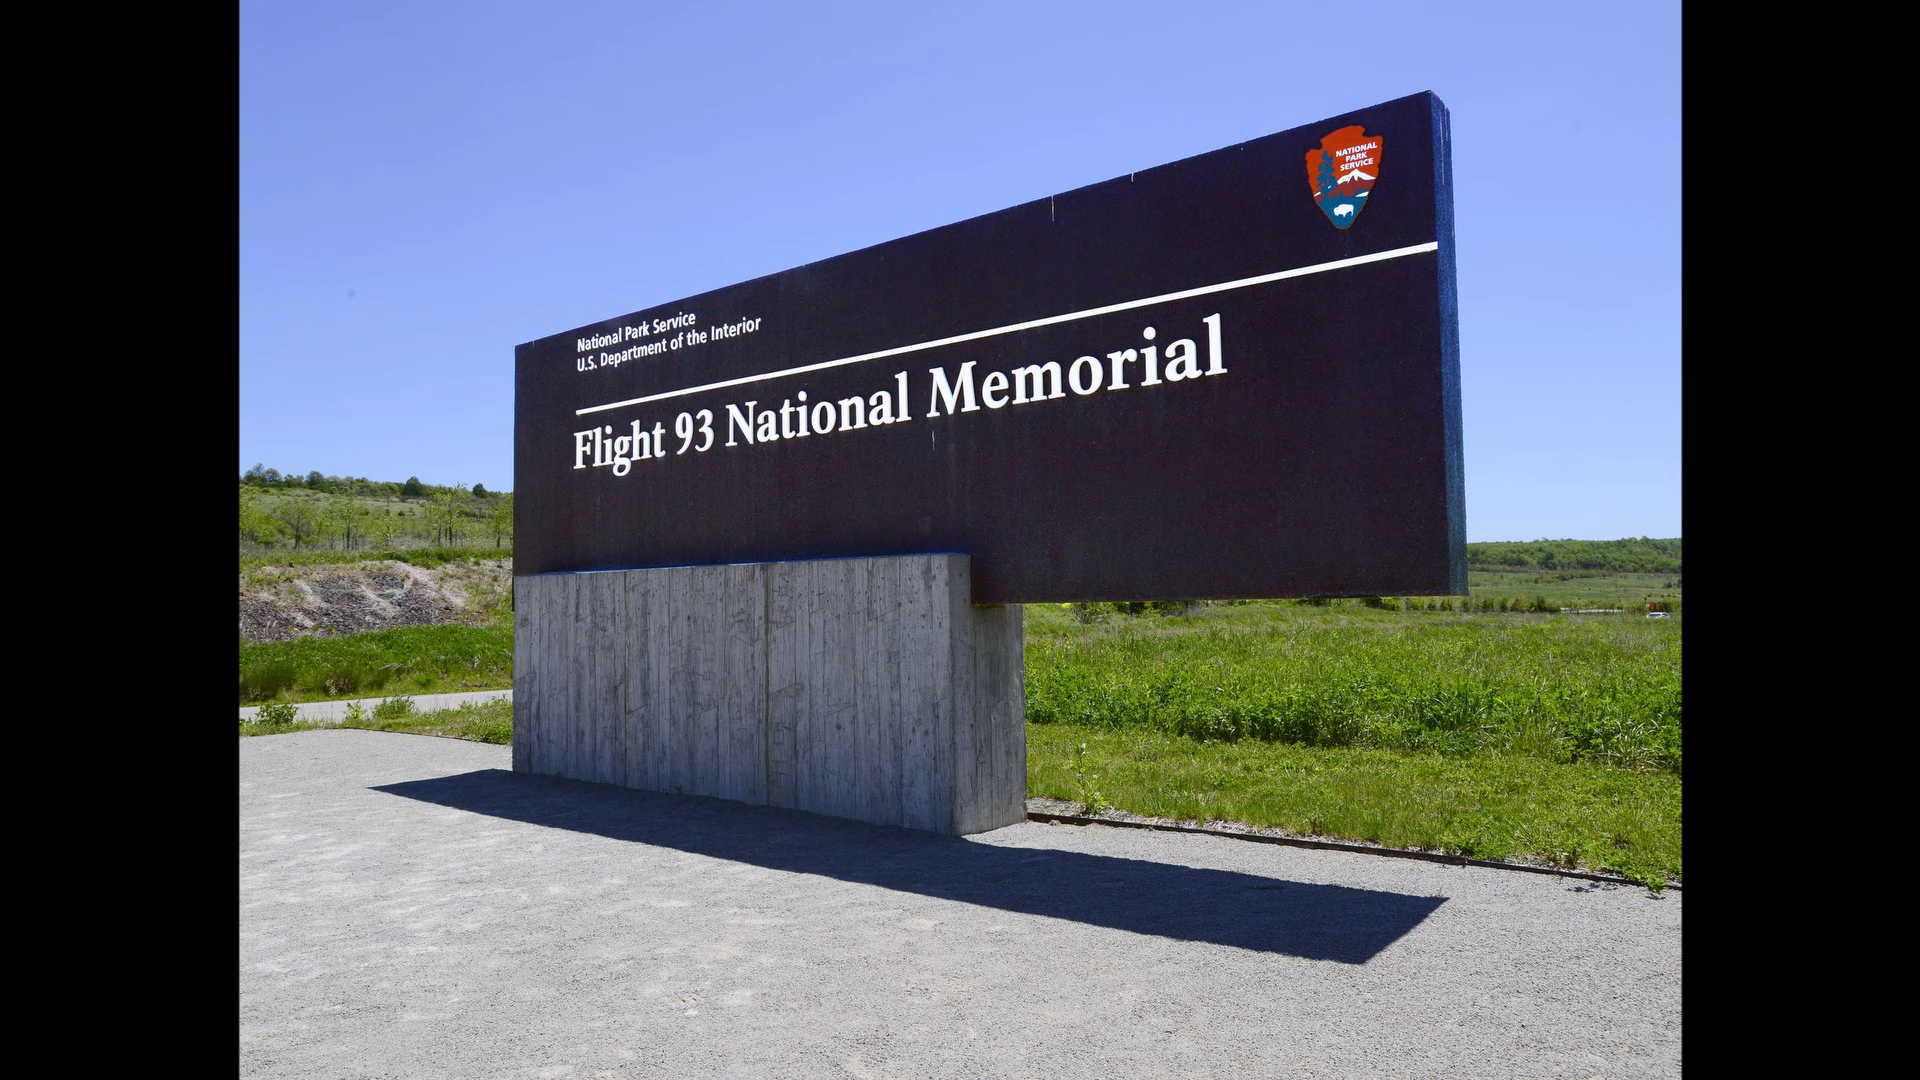 NATIONAL
PARK
SERVICE
National Park Service
U.S. Department of the Interior
Flight 93 National Memorial